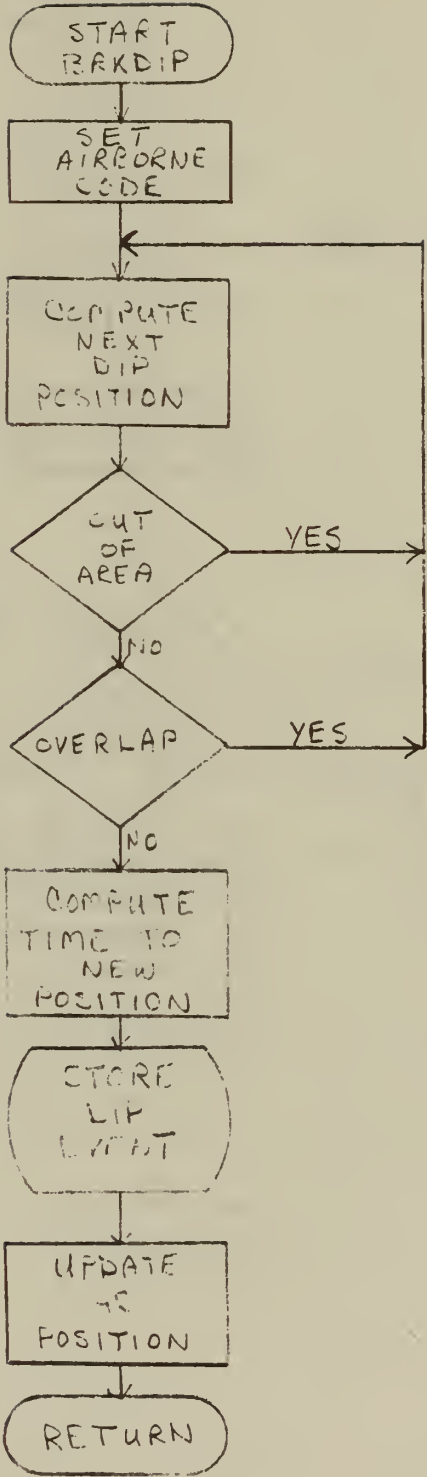 START
BRKDIP
SET
AIRBORNE
CODE
COMPUTE
NEXT
DIP
POSITION
OUT
OF
AREA
YES
NO
OVERLAP
YES
NO
COMPUTE
TIME TO
NEW
POSITION
STORE
DIP
EVENT
UPDATE
POSITION
RETURN